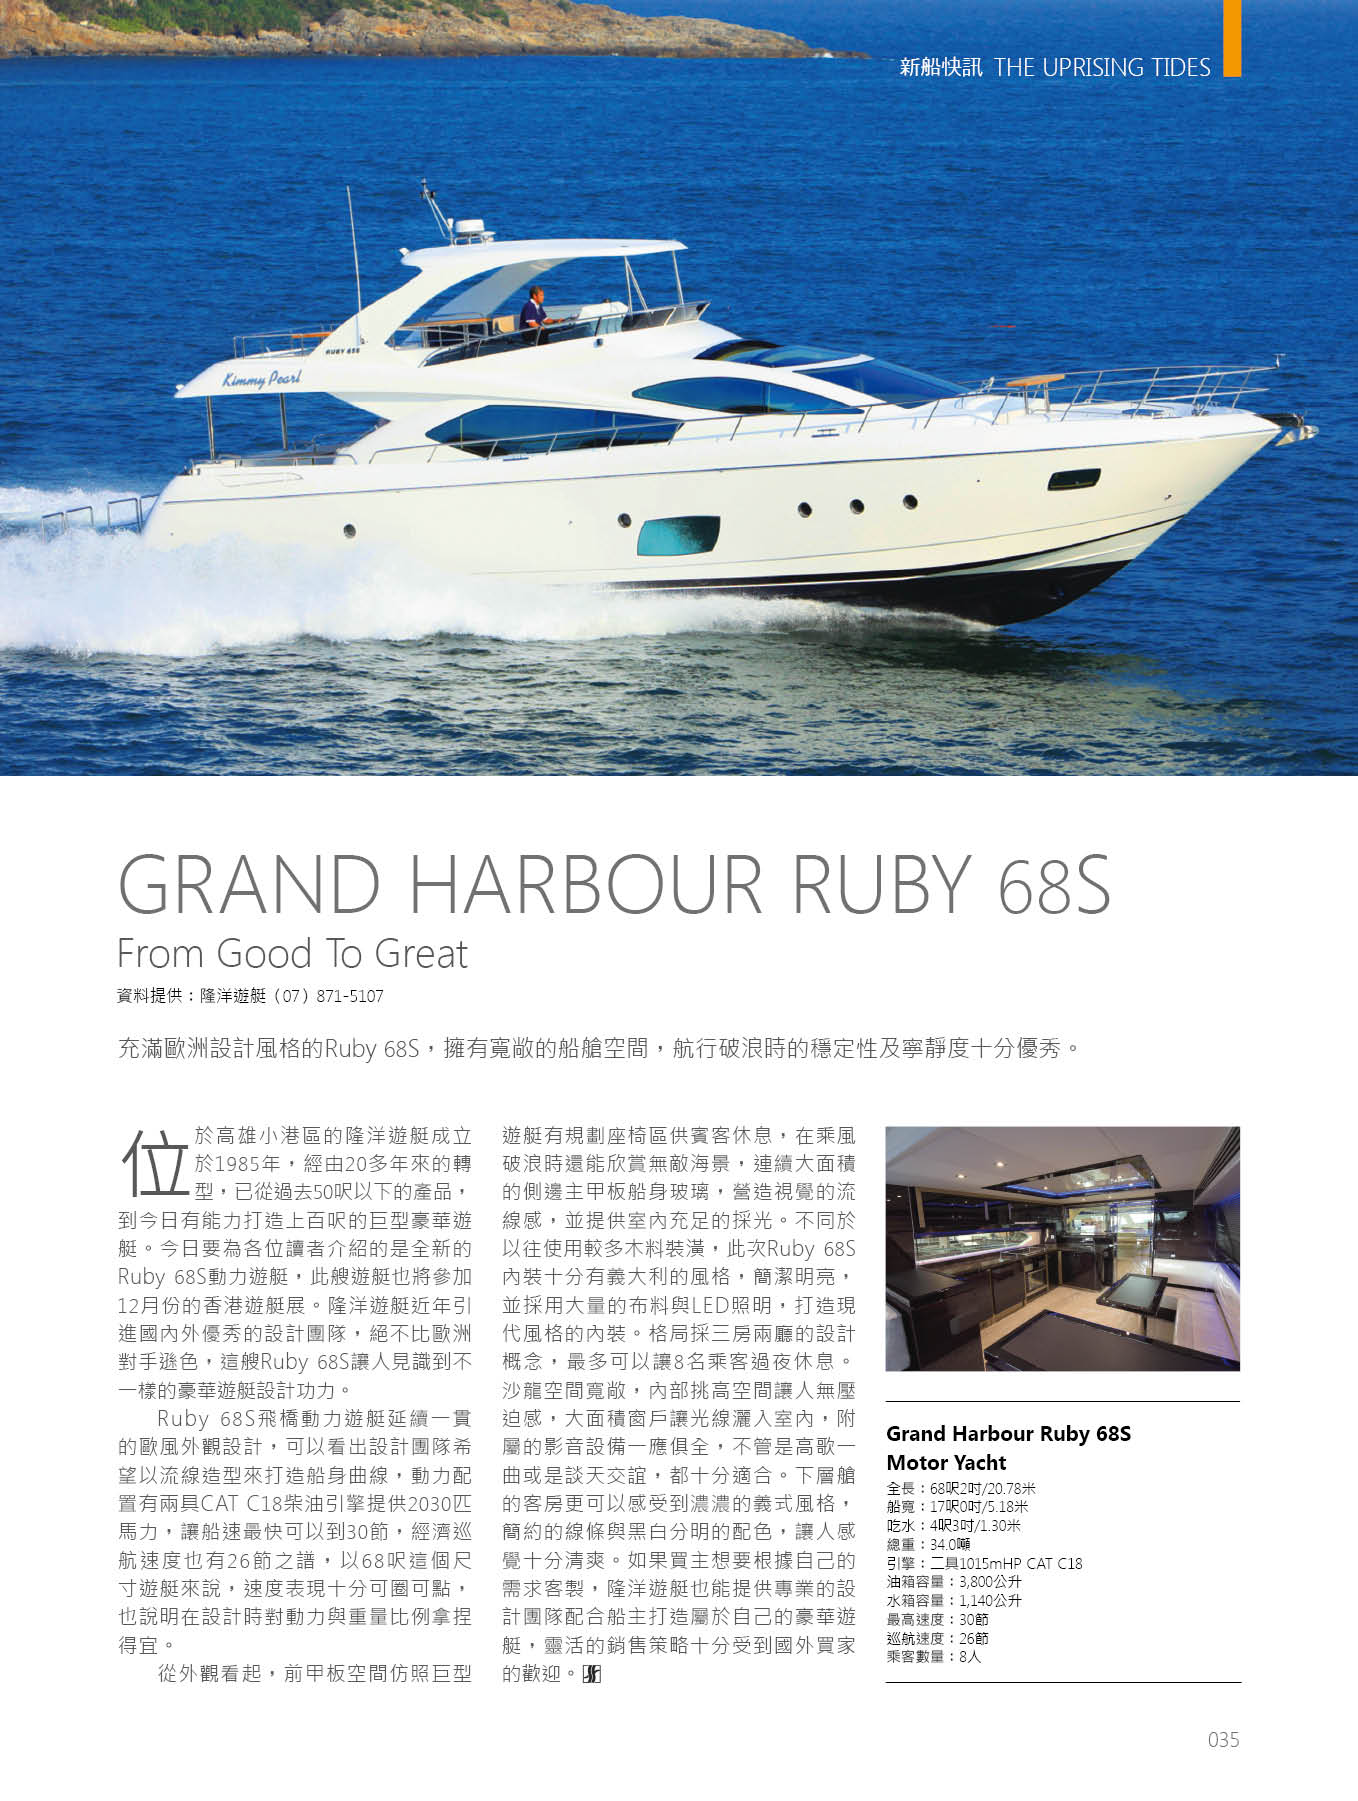 新船快訊 THE UPRISING TIDES
Kimmy Pearl
GRAND HARBOUR RUBY 68S
From Good To Great
資料提供：隆洋遊艇（07）871-5107
充滿歐洲設計風格的Ruby 68S，擁有寬敞的船艙空間，航行破浪時的穩定性及寧靜度十分優秀。
位於高雄小港區的隆洋遊艇成立
於1985年，經由20多年來的轉
型，已從過去50呎以下的產品，
到今日有能力打造上百呎的巨型豪華遊
艇。今日要為各位讀者介紹的是全新的
Ruby 68S動力遊艇，此艘遊艇也將參加
12月份的香港遊艇展。隆洋遊艇近年引
進國內外優秀的設計團隊，絕不比歐洲
對手遜色，這艘Ruby 68S讓人見識到不
一樣的豪華遊艇設計功力。
Ruby 68S飛橋動力遊艇延續一貫
的歐風外觀設計，可以看出設計團隊希
望以流線造型來打造船身曲線，動力配
置有兩具CAT C18柴油引擎提供2030匹
馬力，讓船速最快可以到30節，經濟巡
航速度也有26節之譜，以68呎這個尺
寸遊艇來說，速度表現十分可圈可點，
也說明在設計時對動力與重量比例拿捏
得宜。
從外觀看起，前甲板空間仿照巨型
遊艇有規劃座椅區供賓客休息，在乘風
破浪時還能欣賞無敵海景，連續大面積
的側邊主甲板船身玻璃，營造視覺的流
線感，並提供室內充足的採光。不同於
以往使用較多木料裝潢，此次Ruby 68S
內裝十分有義大利的風格，簡潔明亮，
並採用大量的布料與LED照明，打造現
代風格的內裝。格局採三房兩廳的設計
概念，最多可以讓8名乘客過夜休息。
沙龍空間寬敞，內部挑高空間讓人無壓
迫感，大面積窗戶讓光線灑入室內，附
屬的影音設備一應俱全，不管是高歌一
曲或是談天交誼，都十分適合。下層艙
的客房更可以感受到濃濃的義式風格，
簡約的線條與黑白分明的配色，讓人感
覺十分清爽。如果買主想要根據自己的
需求客製，隆洋遊艇也能提供專業的設
計團隊配合船主打造屬於自己的豪華遊
艇，靈活的銷售策略十分受到國外買家
的歡迎。
Grand Harbour Ruby 68S
Motor Yacht
全長：68呎2吋/20.78米
船寬：17呎0吋/5.18米
吃水：4呎3吋/1.30米
總重：34.0噸
引擎：二具1015mHP CAT C18
油箱容量：3,800公升
水箱容量：1,140公升
最高速度：30節
巡航速度：26節
乘客數量：8人
035